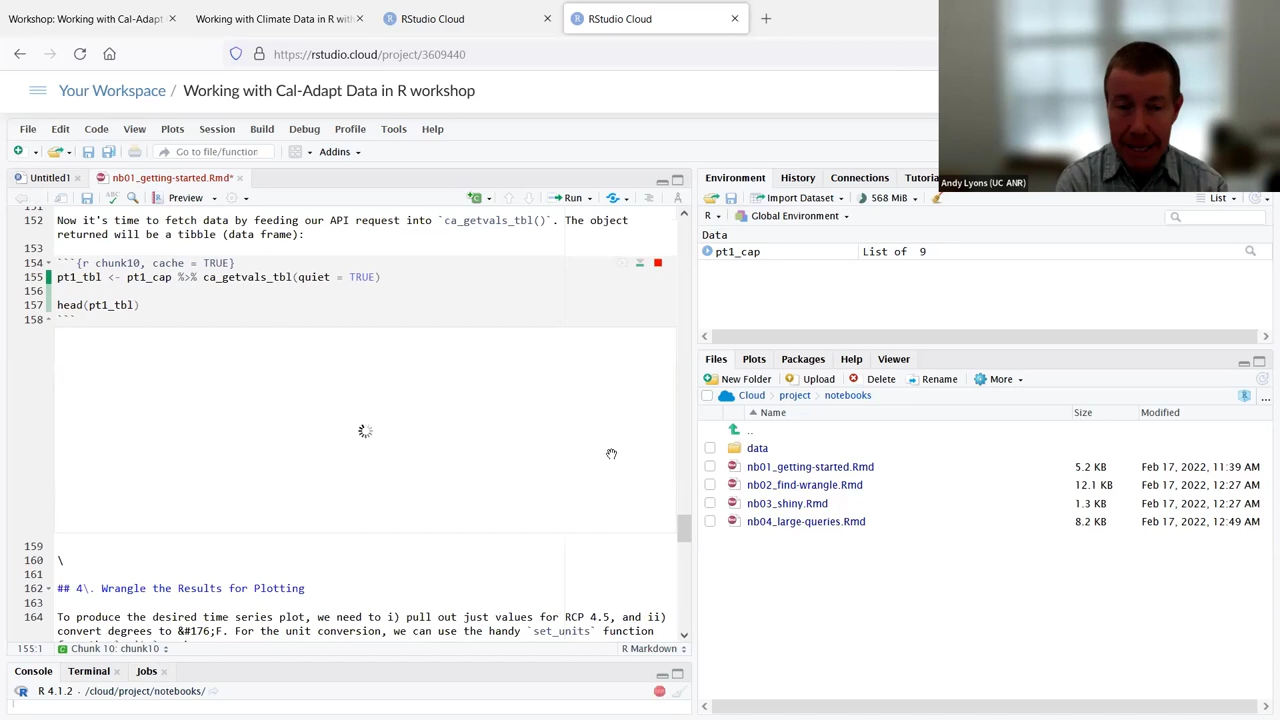 Workshop: Working with Cal-Adapt
Working with Climate Data in R wit
RStudio Cloud
RStudio Cloud
https://rstudio.cloud/project/3609440
Your Workspace / Working with Cal-Adapt Data in R workshop
File Edit Code View Plots Session Build Debug Profile Tools Help
Go to file/function Addins
Untitled1
nb01_getting-started.Rmd*
Preview
Run
151
152 Now it's time to fetch data by feeding our API request into `ca_getvals_tbl()`. The object
returned will be a tibble (data frame):
153
154 ```{r chunk10, cache = TRUE}
155 pt1_tbl <- pt1_cap %>% ca_getvals_tbl(quiet = TRUE)
156
157 head(pt1_tbl)
158 ```
159
160 \
161
162 ## 4\. Wrangle the Results for Plotting
163
164 To produce the desired time series plot, we need to i) pull out just values for RCP 4.5, and ii)
convert degrees to &#176;F. For the unit conversion, we can use the handy `set_units` function
155:1 Chunk 10: chunk10 R Markdown
Console Terminal Jobs
R 4.1.2 · /cloud/project/notebooks/
Environment History Connections Tutoria
Import Dataset 568 MiB List
R Global Environment
Data
pt1_cap List of 9
Files Plots Packages Help Viewer
New Folder Upload Delete Rename More
Cloud project notebooks
Name Size Modified
..
data
nb01_getting-started.Rmd 5.2 KB Feb 17, 2022, 11:39 AM
nb02_find-wrangle.Rmd 12.1 KB Feb 17, 2022, 12:27 AM
nb03_shiny.Rmd 1.3 KB Feb 17, 2022, 12:27 AM
nb04_large-queries.Rmd 8.2 KB Feb 17, 2022, 12:49 AM
Andy Lyons (UC ANR)